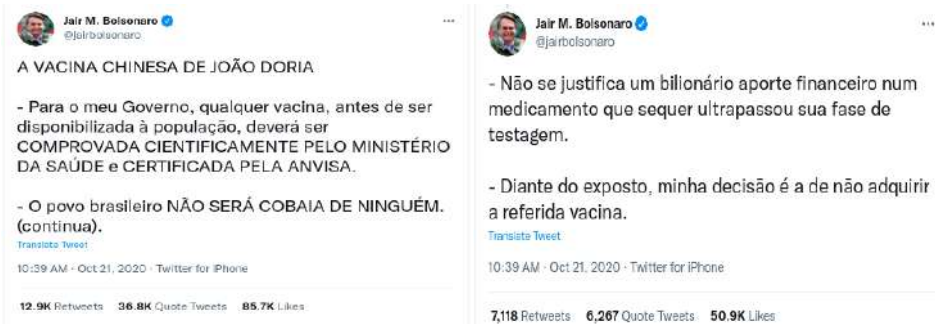 Jair M. Bolsonaro
@jairbolsonaro
A VACINA CHINESA DE JOÃO DORIA
- Para o meu Governo, qualquer vacina, antes de ser
disponibilizada à população, deverá ser
COMPROVADA CIENTIFICAMENTE PELO MINISTÉRIO
DA SAÚDE e CERTIFICADA PELA ANVISA.
- O povo brasileiro NÃO SERÁ COBAIA DE NINGUÉM.
(continua).
Translate Tweet
10:39 AM · Oct 21, 2020 · Twitter for iPhone
12.9K Retweets 36.8K Quote Tweets 85.7K Likes
Jair M. Bolsonaro
@jairbolsonaro
- Não se justifica um bilionário aporte financeiro num
medicamento que sequer ultrapassou sua fase de
testagem.
- Diante do exposto, minha decisão é a de não adquirir
a referida vacina.
Translate Tweet
10:39 AM · Oct 21, 2020 · Twitter for iPhone
7,118 Retweets 6,267 Quote Tweets 50.9K Likes